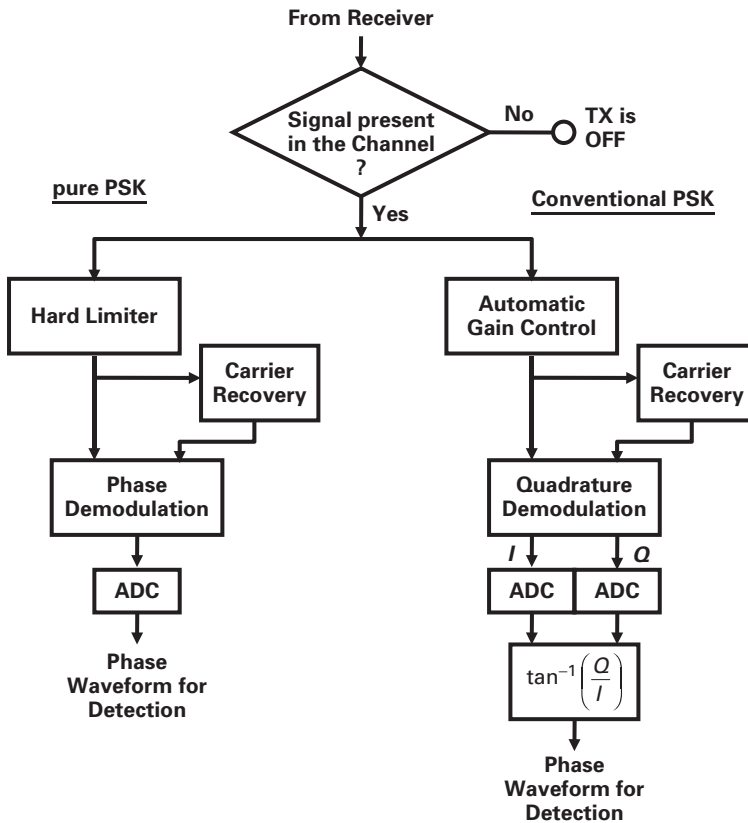 From Receiver
Signal present
in the Channel
?
No
TX is
OFF
pure PSK
Yes
Conventional PSK
Hard Limiter
Carrier
Recovery
Phase
Demodulation
ADC
Phase
Waveform for
Detection
Automatic
Gain Control
Carrier
Recovery
Quadrature
Demodulation
I
Q
ADC
ADC
tan⁻¹(Q/I)
Phase
Waveform for
Detection